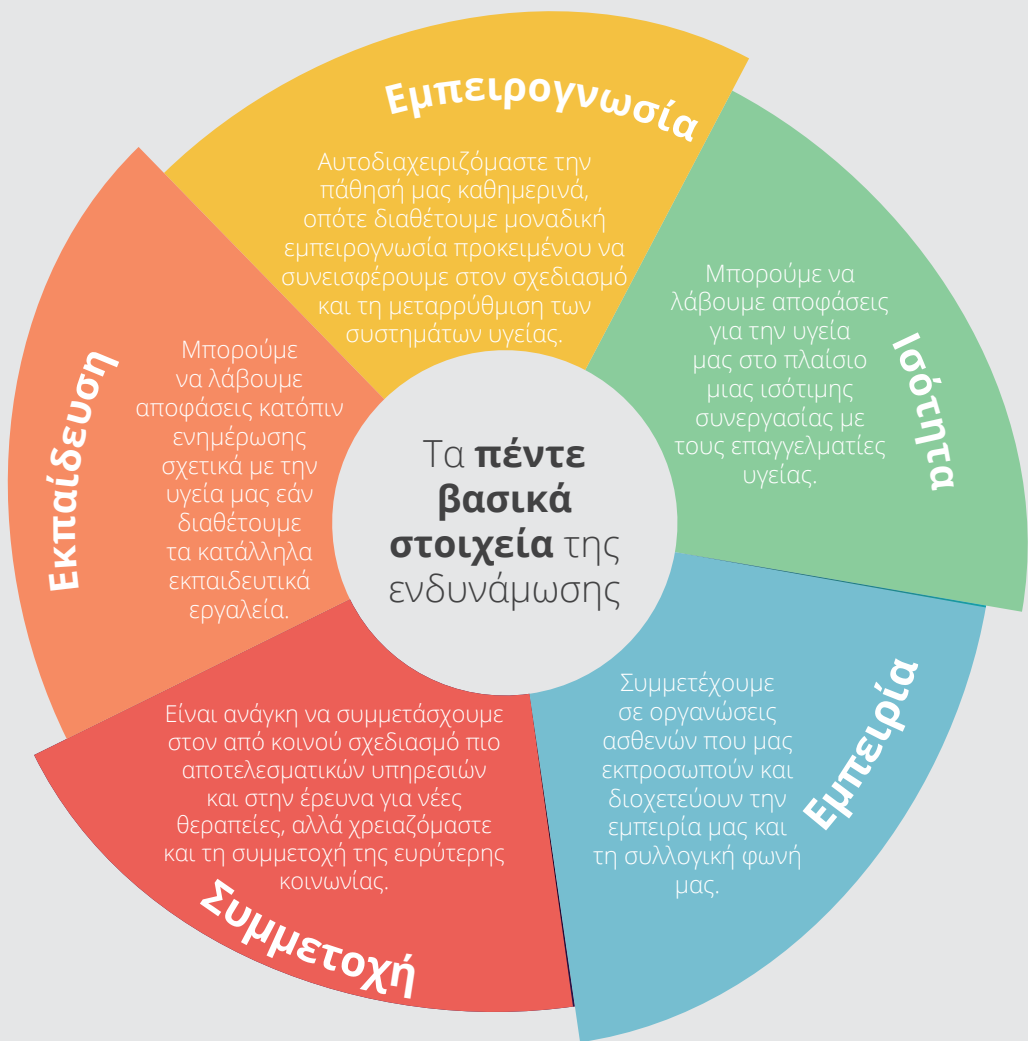 Τα πέντε
βασικά
στοιχεία της
ενδυνάμωσης
Εμπειρογνωσία
Αυτοδιαχειριζόμαστε την
πάθησή μας καθημερινά,
οπότε διαθέτουμε μοναδική
εμπειρογνωσία προκειμένου να
συνεισφέρουμε στον σχεδιασμό
και τη μεταρρύθμιση των
συστημάτων υγείας.
Ισότητα
Μπορούμε να
λάβουμε αποφάσεις
για την υγεία
μας στο πλαίσιο
μιας ισότιμης
συνεργασίας με
τους επαγγελματίες
υγείας.
Εμπειρία
Συμμετέχουμε
σε οργανώσεις
ασθενών που μας
εκπροσωπούν και
διοχετεύουν την
εμπειρία μας και
τη συλλογική φωνή
μας.
Συμμετοχή
Είναι ανάγκη να συμμετάσχουμε
στον από κοινού σχεδιασμό πιο
αποτελεσματικών υπηρεσιών
και στην έρευνα για νέες
θεραπείες, αλλά χρειαζόμαστε
και τη συμμετοχή της ευρύτερης
κοινωνίας.
Εκπαίδευση
Μπορούμε
να λάβουμε
αποφάσεις κατόπιν
ενημέρωσης
σχετικά με την
υγεία μας εάν
διαθέτουμε
τα κατάλληλα
εκπαιδευτικά
εργαλεία.